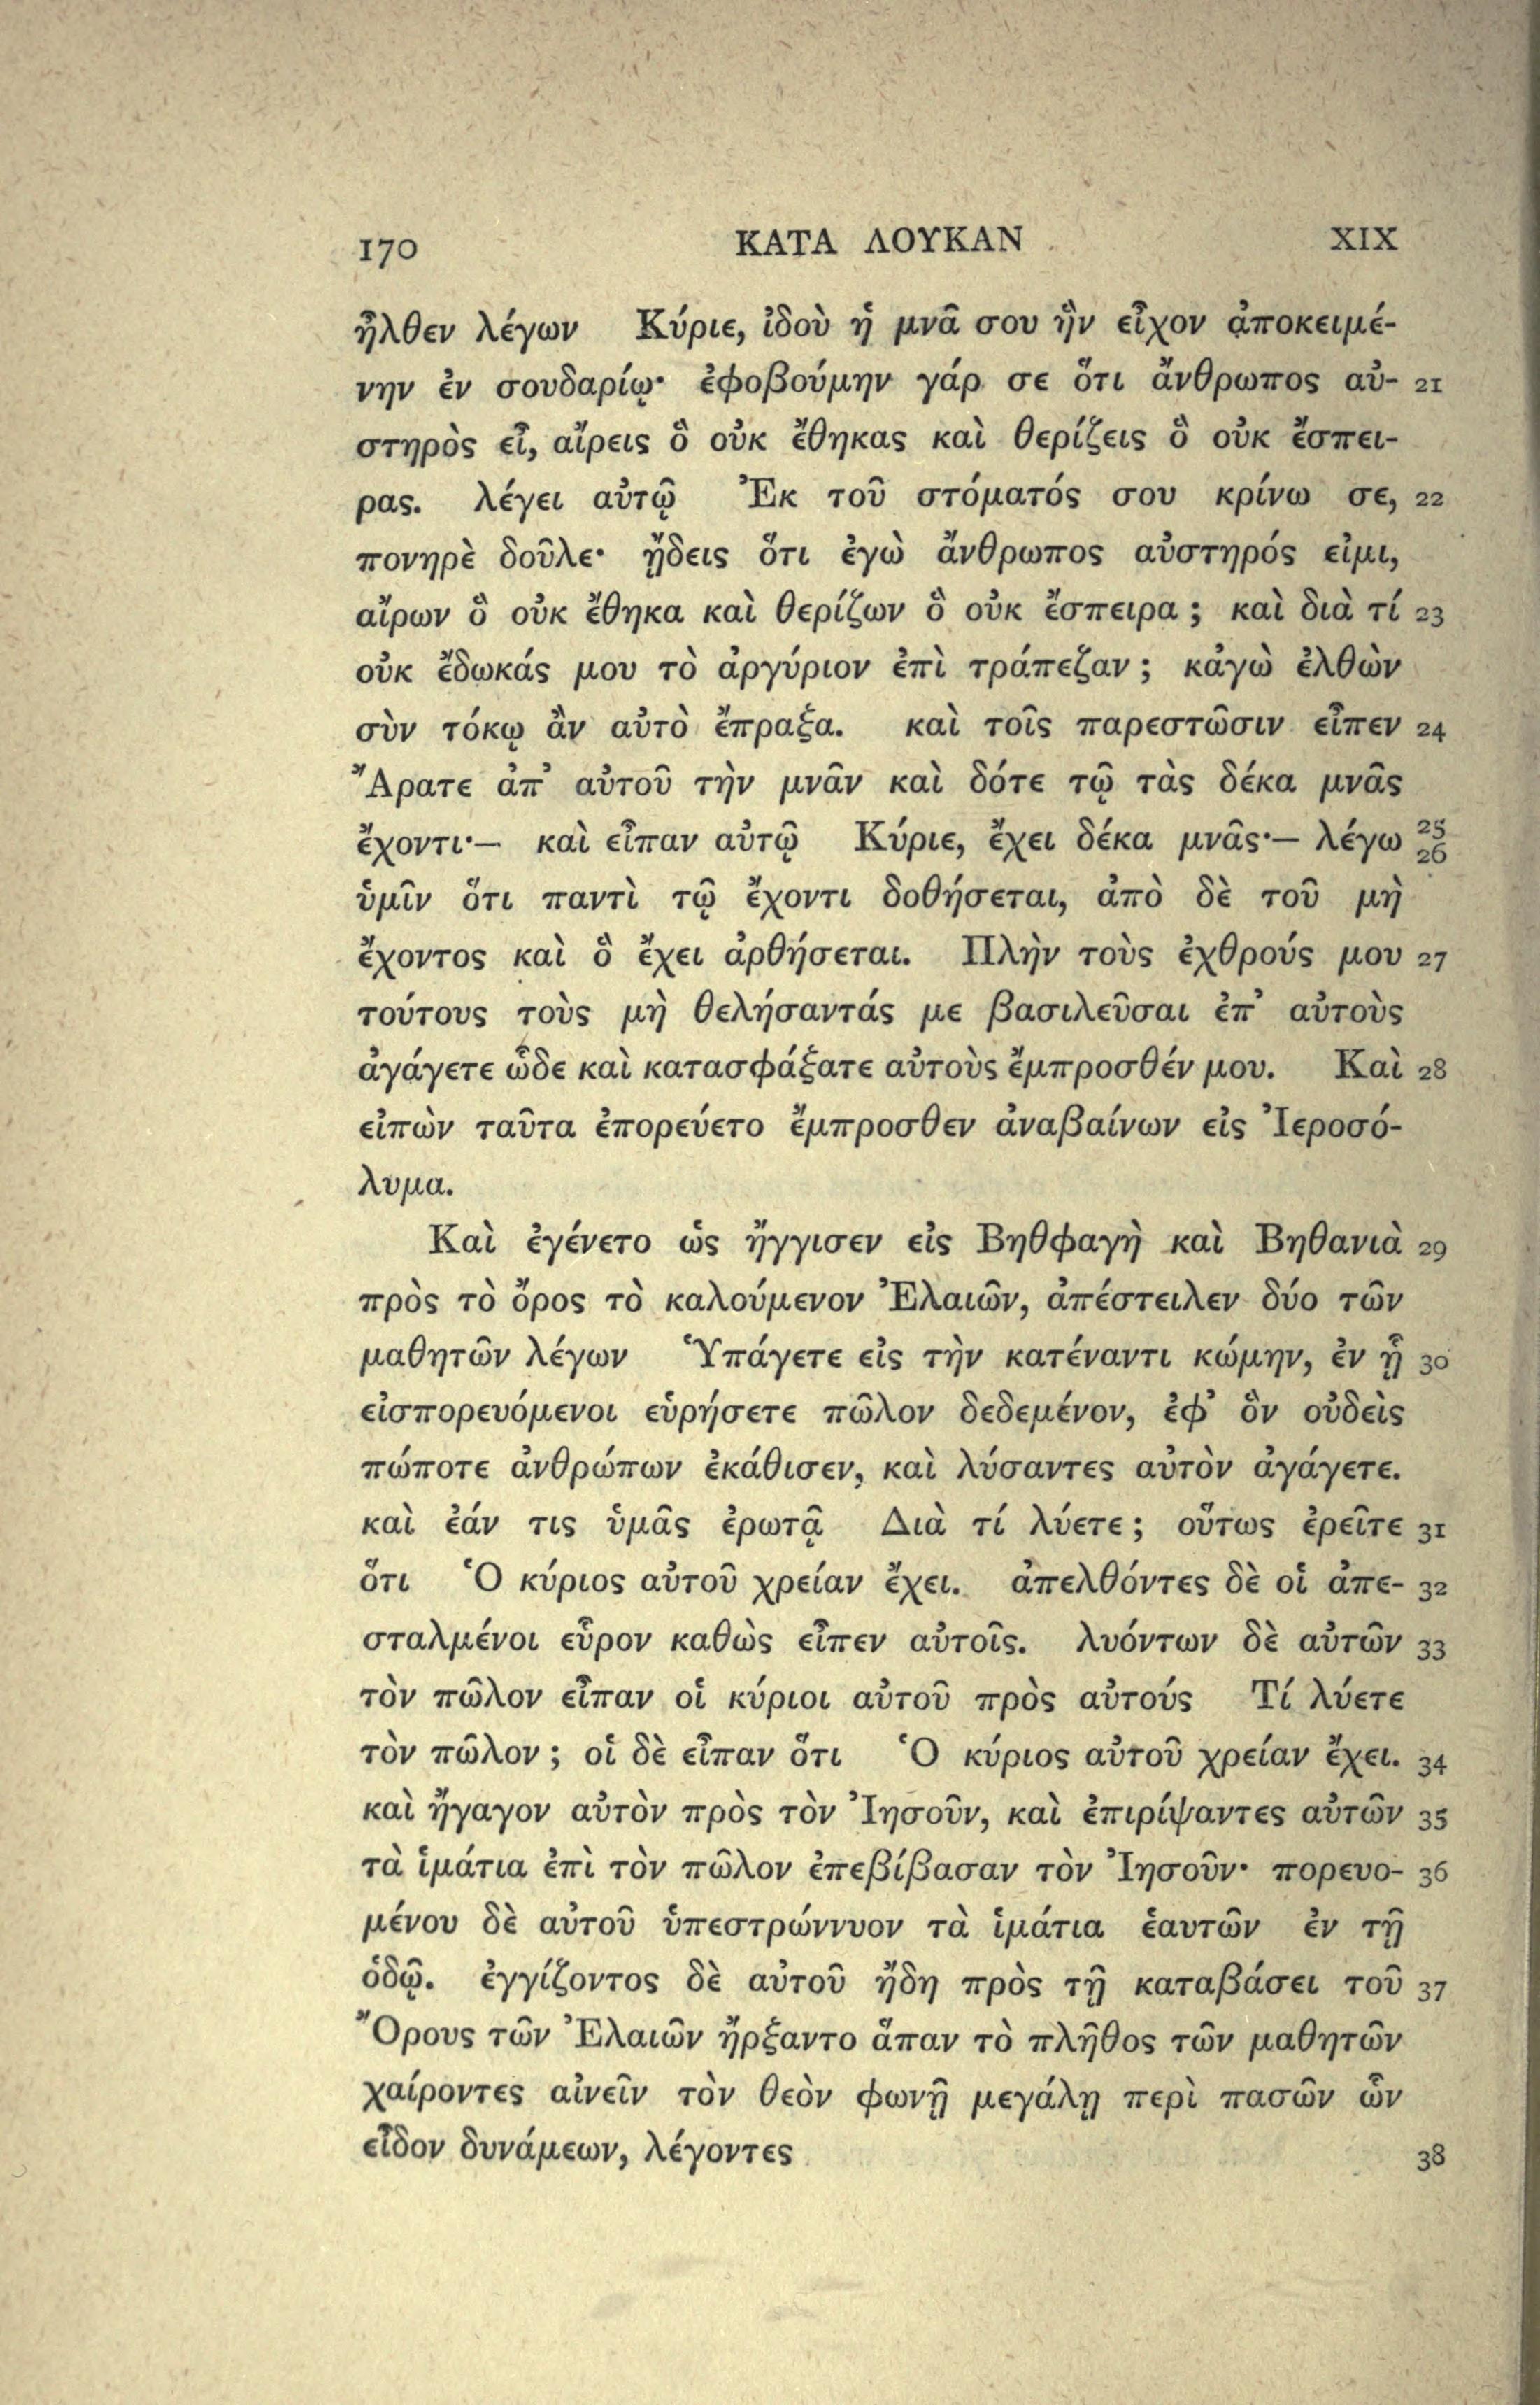 170 ΚΑΤΑ ΛΟΥΚΑΝ XIX
ἦλθεν λέγων Κύριε, ἰδοὺ ἡ μνᾶ σου ἣν εἶχον ἀποκειμέ-
νην ἐν σουδαρίῳ· ἐφοβούμην γάρ σε ὅτι ἄνθρωπος αὐ- 21
στηρὸς εἶ, αἴρεις ὃ οὐκ ἔθηκας καὶ θερίζεις ὃ οὐκ ἔσπει-
ρας. λέγει αὐτῷ Ἐκ τοῦ στόματός σου κρίνω σε, 22
πονηρὲ δοῦλε· ᾔδεις ὅτι ἐγὼ ἄνθρωπος αὐστηρός εἰμι,
αἴρων ὃ οὐκ ἔθηκα καὶ θερίζων ὃ οὐκ ἔσπειρα; καὶ διὰ τί 23
οὐκ ἔδωκάς μου τὸ ἀργύριον ἐπὶ τράπεζαν; κἀγὼ ἐλθὼν
σὺν τόκῳ ἂν αὐτὸ ἔπραξα. καὶ τοῖς παρεστῶσιν εἶπεν 24
Ἄρατε ἀπ’ αὐτοῦ τὴν μνᾶν καὶ δότε τῷ τὰς δέκα μνᾶς
ἔχοντι·— καὶ εἶπαν αὐτῷ Κύριε, ἔχει δέκα μνᾶς·— λέγω 25 26
ὑμῖν ὅτι παντὶ τῷ ἔχοντι δοθήσεται, ἀπὸ δὲ τοῦ μὴ
ἔχοντος καὶ ὃ ἔχει ἀρθήσεται. Πλὴν τοὺς ἐχθρούς μου 27
τούτους τοὺς μὴ θελήσαντάς με βασιλεῦσαι ἐπ’ αὐτοὺς
ἀγάγετε ὧδε καὶ κατασφάξατε αὐτοὺς ἔμπροσθέν μου. Καὶ 28
εἰπὼν ταῦτα ἐπορεύετο ἔμπροσθεν ἀναβαίνων εἰς Ἰεροσό-
λυμα.
Καὶ ἐγένετο ὡς ἤγγισεν εἰς Βηθφαγὴ καὶ Βηθανιὰ 29
πρὸς τὸ ὄρος τὸ καλούμενον Ἐλαιῶν, ἀπέστειλεν δύο τῶν
μαθητῶν λέγων Ὑπάγετε εἰς τὴν κατέναντι κώμην, ἐν ᾗ 30
εἰσπορευόμενοι εὑρήσετε πῶλον δεδεμένον, ἐφ’ ὃν οὐδεὶς
πώποτε ἀνθρώπων ἐκάθισεν, καὶ λύσαντες αὐτὸν ἀγάγετε.
καὶ ἐάν τις ὑμᾶς ἐρωτᾷ Διὰ τί λύετε; οὕτως ἐρεῖτε 31
ὅτι Ὁ κύριος αὐτοῦ χρείαν ἔχει. ἀπελθόντες δὲ οἱ ἀπε- 32
σταλμένοι εὗρον καθὼς εἶπεν αὐτοῖς. λυόντων δὲ αὐτῶν 33
τὸν πῶλον εἶπαν οἱ κύριοι αὐτοῦ πρὸς αὐτούς Τί λύετε
τὸν πῶλον; οἱ δὲ εἶπαν ὅτι Ὁ κύριος αὐτοῦ χρείαν ἔχει. 34
καὶ ἤγαγον αὐτὸν πρὸς τὸν Ἰησοῦν, καὶ ἐπιρίψαντες αὐτῶν 35
τὰ ἱμάτια ἐπὶ τὸν πῶλον ἐπεβίβασαν τὸν Ἰησοῦν· πορευο- 36
μένου δὲ αὐτοῦ ὑπεστρώννυον τὰ ἱμάτια ἑαυτῶν ἐν τῇ
ὁδῷ. ἐγγίζοντος δὲ αὐτοῦ ἤδη πρὸς τῇ καταβάσει τοῦ 37
Ὄρους τῶν Ἐλαιῶν ἤρξαντο ἅπαν τὸ πλῆθος τῶν μαθητῶν
χαίροντες αἰνεῖν τὸν θεὸν φωνῇ μεγάλῃ περὶ πασῶν ὧν
εἶδον δυνάμεων, λέγοντες 38